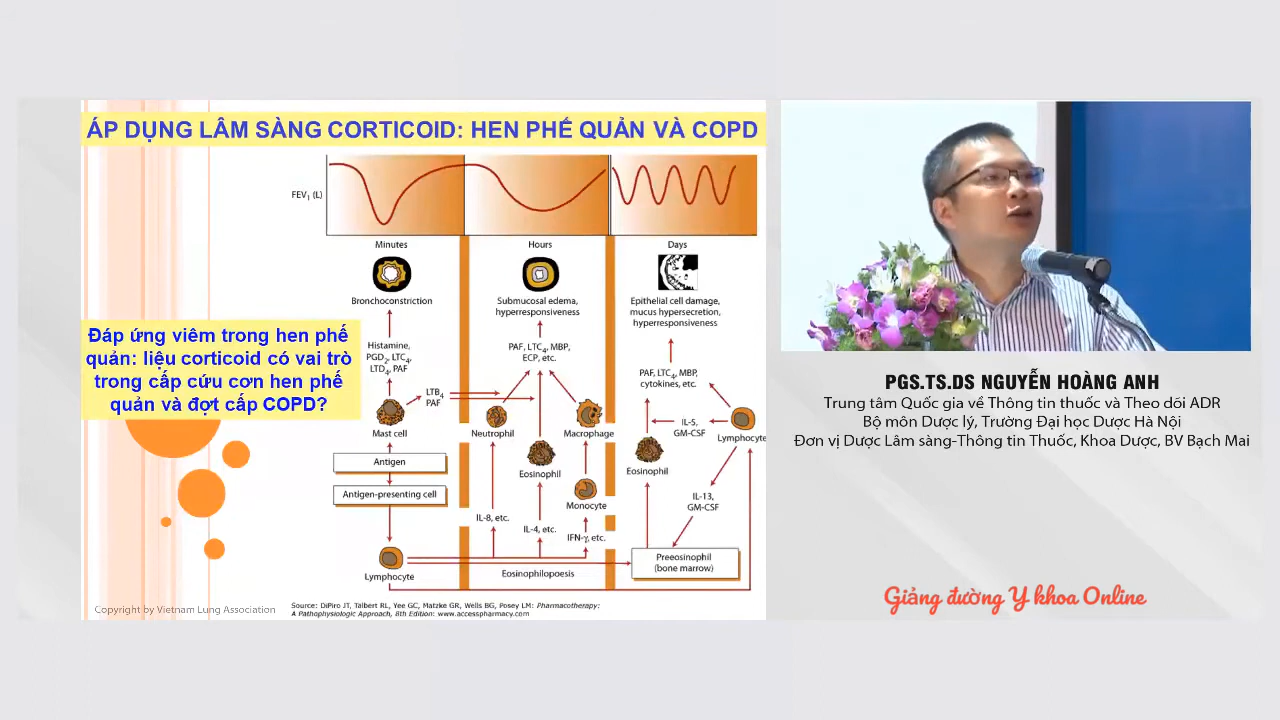 ÁP DỤNG LÂM SÀNG CORTICOID: HEN PHẾ QUẢN VÀ COPD
FEV1 (L)
Minutes
Hours
Days
Bronchoconstriction
Submucosal edema,
hyperresponsiveness
Epithelial cell damage,
mucus hypersecretion,
hyperresponsiveness
Đáp ứng viêm trong hen phế
quản: liệu corticoid có vai trò
trong cấp cứu cơn hen phế
quản và đợt cấp COPD?
Histamine,
PGD2, LTC4,
LTD4, PAF
PAF, LTC4, MBP,
ECP, etc.
PAF, LTC4, MBP,
cytokines, etc.
LTB4
PAF
Mast cell
Neutrophil
Macrophage
IL-5,
GM-CSF
Lymphocyte
Eosinophil
Eosinophil
Antigen
Antigen-presenting cell
Monocyte
IL-13,
GM-CSF
IL-8, etc.
IL-4, etc.
IFN-γ, etc.
Preeosinophil
(bone marrow)
Lymphocyte
Eosinophilopoesis
Source: DiPiro JT, Talbert RL, Yee GC, Matzke GR, Wells BG, Posey LM: Pharmacotherapy:
A Pathophysiologic Approach, 8th Edition: www.accesspharmacy.com
Copyright by Vietnam Lung Association
PGS.TS.DS NGUYỄN HOÀNG ANH
Trung tâm Quốc gia về Thông tin thuốc và Theo dõi ADR
Bộ môn Dược lý, Trường Đại học Dược Hà Nội
Đơn vị Dược Lâm sàng-Thông tin Thuốc, Khoa Dược, BV Bạch Mai
Giảng đường Y khoa Online